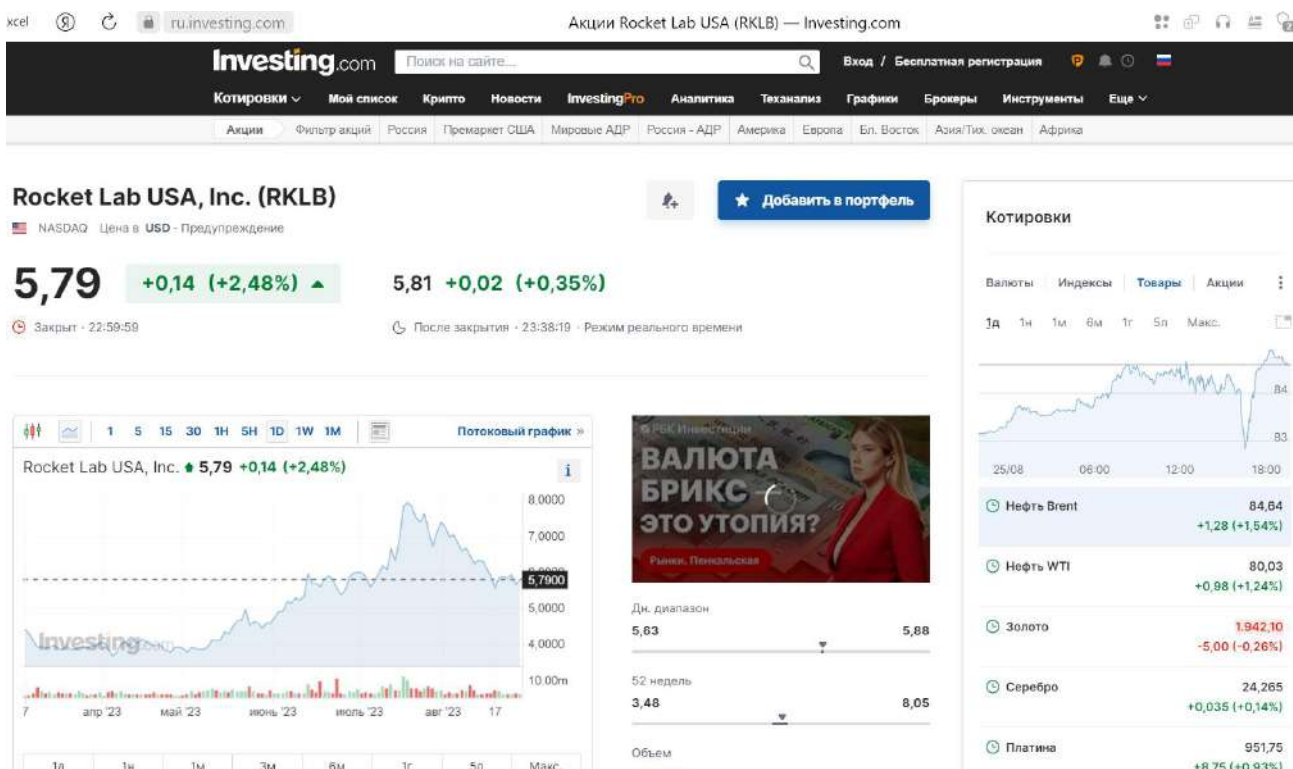 xcel
ru.investing.com
Акции Rocket Lab USA (RKLB) — Investing.com
2
Investing.com
Поиск на сайте...
Вход / Бесплатная регистрация
Котировки Мой список Крипто Новости InvestingPro Аналитика Теханализ Графики Брокеры Инструменты Еще
Акции Фильтр акций Россия Премаркет США Мировые АДР Россия - АДР Америка Европа Бл. Восток Азия/Тих. океан Африка
Rocket Lab USA, Inc. (RKLB)
NASDAQ Цена в USD - Предупреждение
Добавить в портфель
5,79 +0,14 (+2,48%)
5,81 +0,02 (+0,35%)
Закрыт · 22:59:59
После закрытия · 23:38:19 · Режим реального времени
1 5 15 30 1H 5H 1D 1W 1M
Потоковый график »
Rocket Lab USA, Inc. 5,79 +0,14 (+2,48%)
i
8,0000
7,0000
5,7900
5,0000
4,0000
10.00m
Investing.com
7 апр '23 май '23 июнь '23 июль '23 авг '23 17
1д 1н 1м 3м 6м 1г 5л Макс.
РБК Инвестиции
ВАЛЮТА
БРИКС –
ЭТО УТОПИЯ?
Рынки. Пенкальская
Дн. диапазон
5,63 5,88
52 недель
3,48 8,05
Объем
Котировки
Валюты Индексы Товары Акции
1д 1н 1м 6м 1г 5л Макс.
84
83
25/08 06:00 12:00 18:00
Нефть Brent 84,64
+1,28 (+1,54%)
Нефть WTI 80,03
+0,98 (+1,24%)
Золото 1.942,10
-5,00 (-0,26%)
Серебро 24,265
+0,035 (+0,14%)
Платина 951,75
+8,75 (+0,93%)